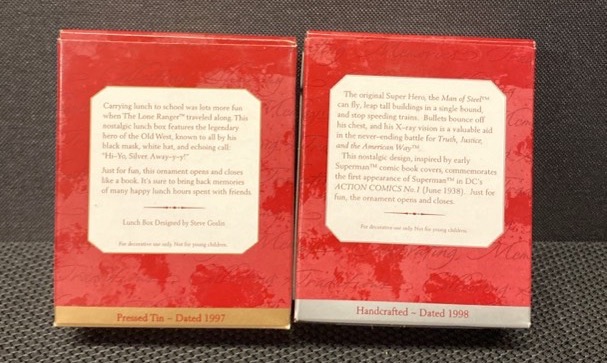 Carrying lunch to school was lots more fun
when The Lone Ranger™ traveled along. This
nostalgic lunch box features the legendary
hero of the Old West, known to all by his
black mask, white hat, and echoing call:
"Hi-Yo, Silver. Away-y-y!"
Just for fun, this ornament opens and closes
like a book. It's sure to bring back memories
of many happy lunch hours spent with friends.
Lunch Box Designed by Steve Goslin
For decorative use only. Not for young children.
Pressed Tin – Dated 1997
The original Super Hero, the Man of Steel™
can fly, leap tall buildings in a single bound,
and stop speeding trains. Bullets bounce off
his chest, and his X-ray vision is a valuable aid
in the never-ending battle for Truth, Justice,
and the American Way™.
This nostalgic design, inspired by early
Superman™ comic book covers, commemorates
the first appearance of Superman™ in DC's
ACTION COMICS No. 1 (June 1938). Just for
fun, the ornament opens and closes.
For decorative use only. Not for young children.
Handcrafted – Dated 1998